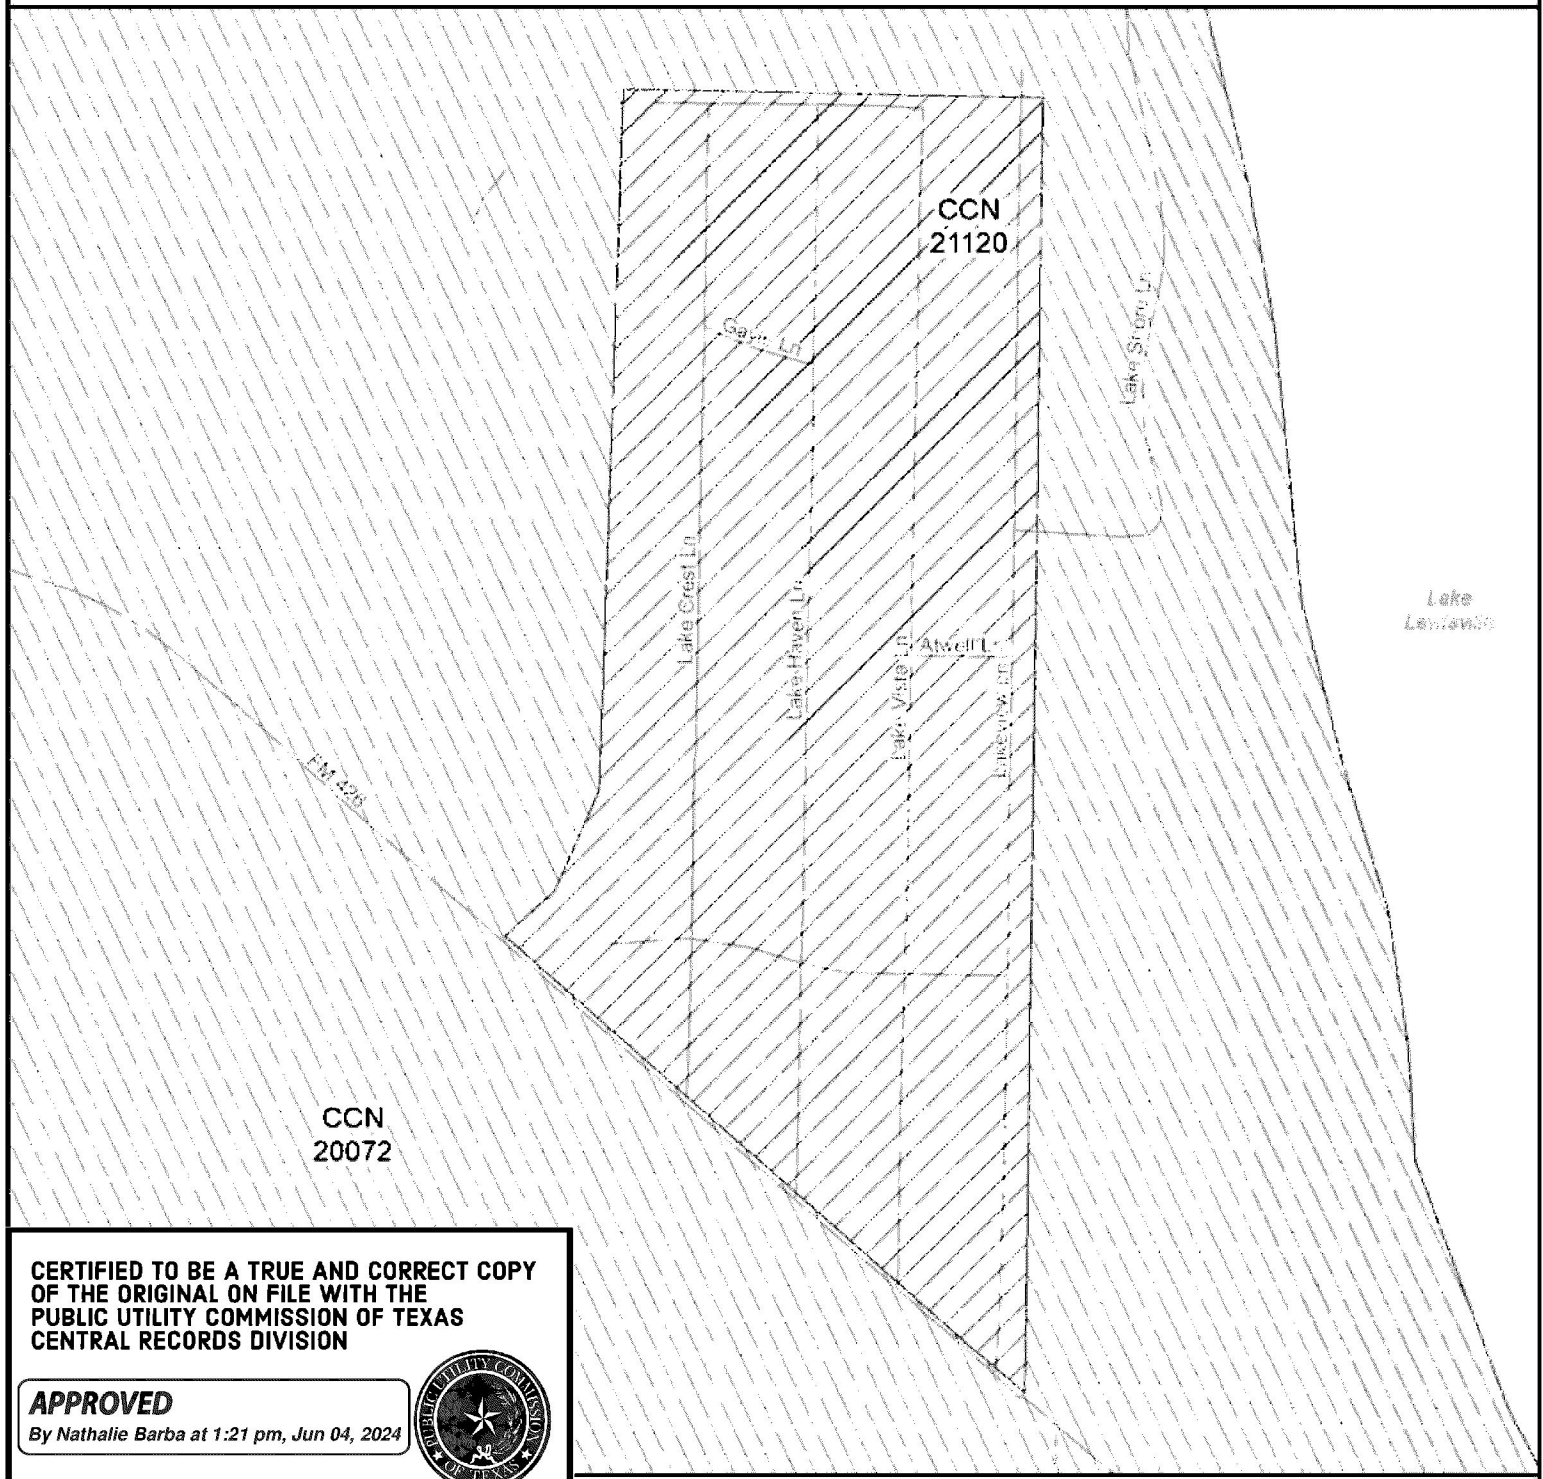 CCN
21120
Ln
Lake Shore Ln
Lake Crest Ln
Lake Haven Ln
Lake Vista Ln
Atwell Ln
Lakeview Ln
Lake
FM 426
CCN
20072
CERTIFIED TO BE A TRUE AND CORRECT COPY
OF THE ORIGINAL ON FILE WITH THE
PUBLIC UTILITY COMMISSION OF TEXAS
CENTRAL RECORDS DIVISION
APPROVED
By Nathalie Barba at 1:21 pm, Jun 04, 2024
PUBLIC UTILITY COMMISSION
OF TEXAS